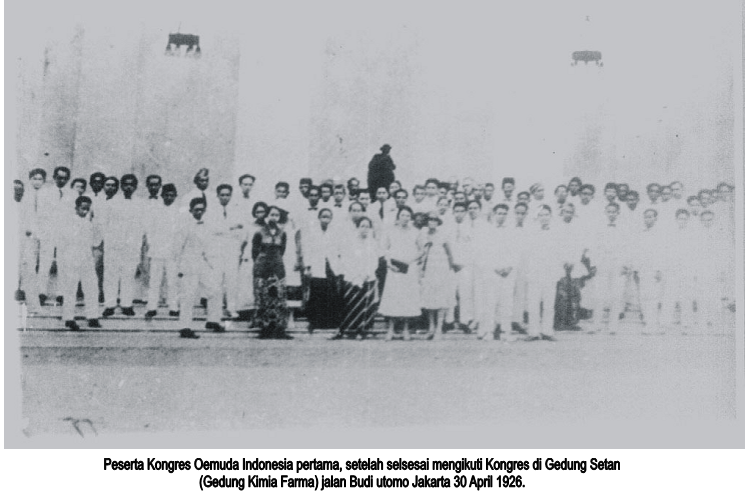 Peserta Kongres Oemuda Indonesia pertama, setelah selsesai mengikuti Kongres di Gedung Setan
(Gedung Kimia Farma) jalan Budi utomo Jakarta 30 April 1926.